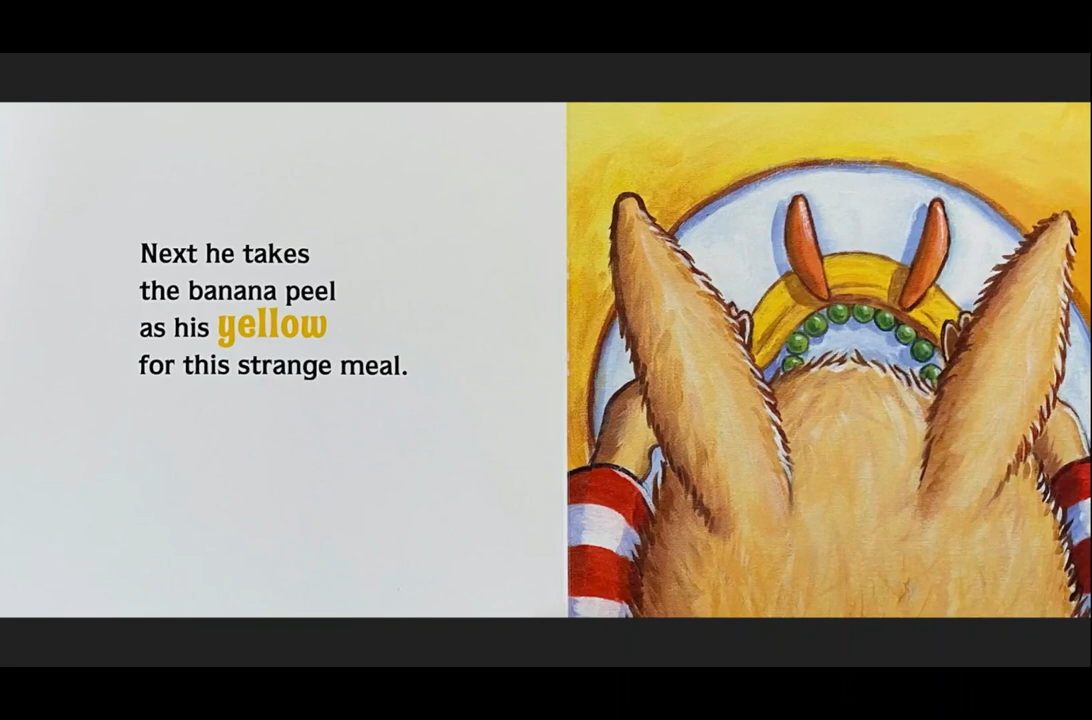 Next he takes
the banana peel
as his yellow
for this strange meal.